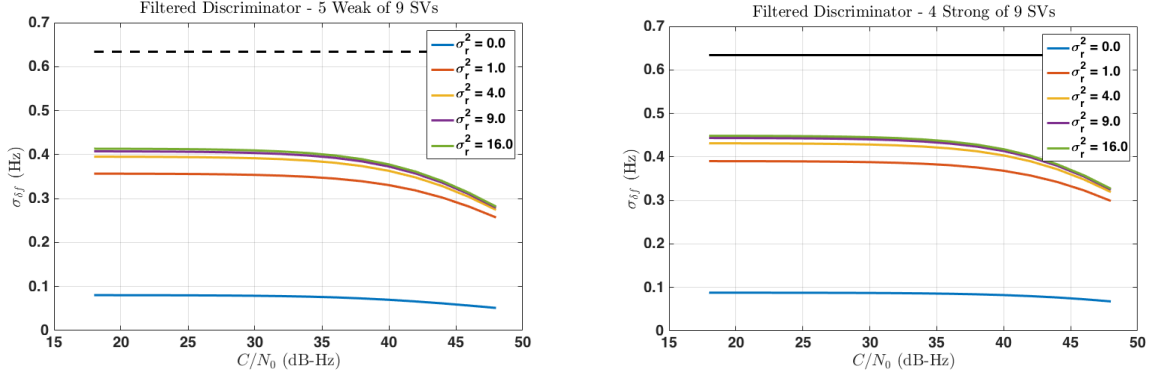 Filtered Discriminator - 5 Weak of 9 SVs
0.7
0.6
0.5
0.4
0.3
0.2
0.1
0
σδf (Hz)
15 20 25 30 35 40 45 50
C/N0 (dB-Hz)
σr2 = 0.0
σr2 = 1.0
σr2 = 4.0
σr2 = 9.0
σr2 = 16.0
Filtered Discriminator - 4 Strong of 9 SVs
0.7
0.6
0.5
0.4
0.3
0.2
0.1
0
σδf (Hz)
15 20 25 30 35 40 45 50
C/N0 (dB-Hz)
σr2 = 0.0
σr2 = 1.0
σr2 = 4.0
σr2 = 9.0
σr2 = 16.0